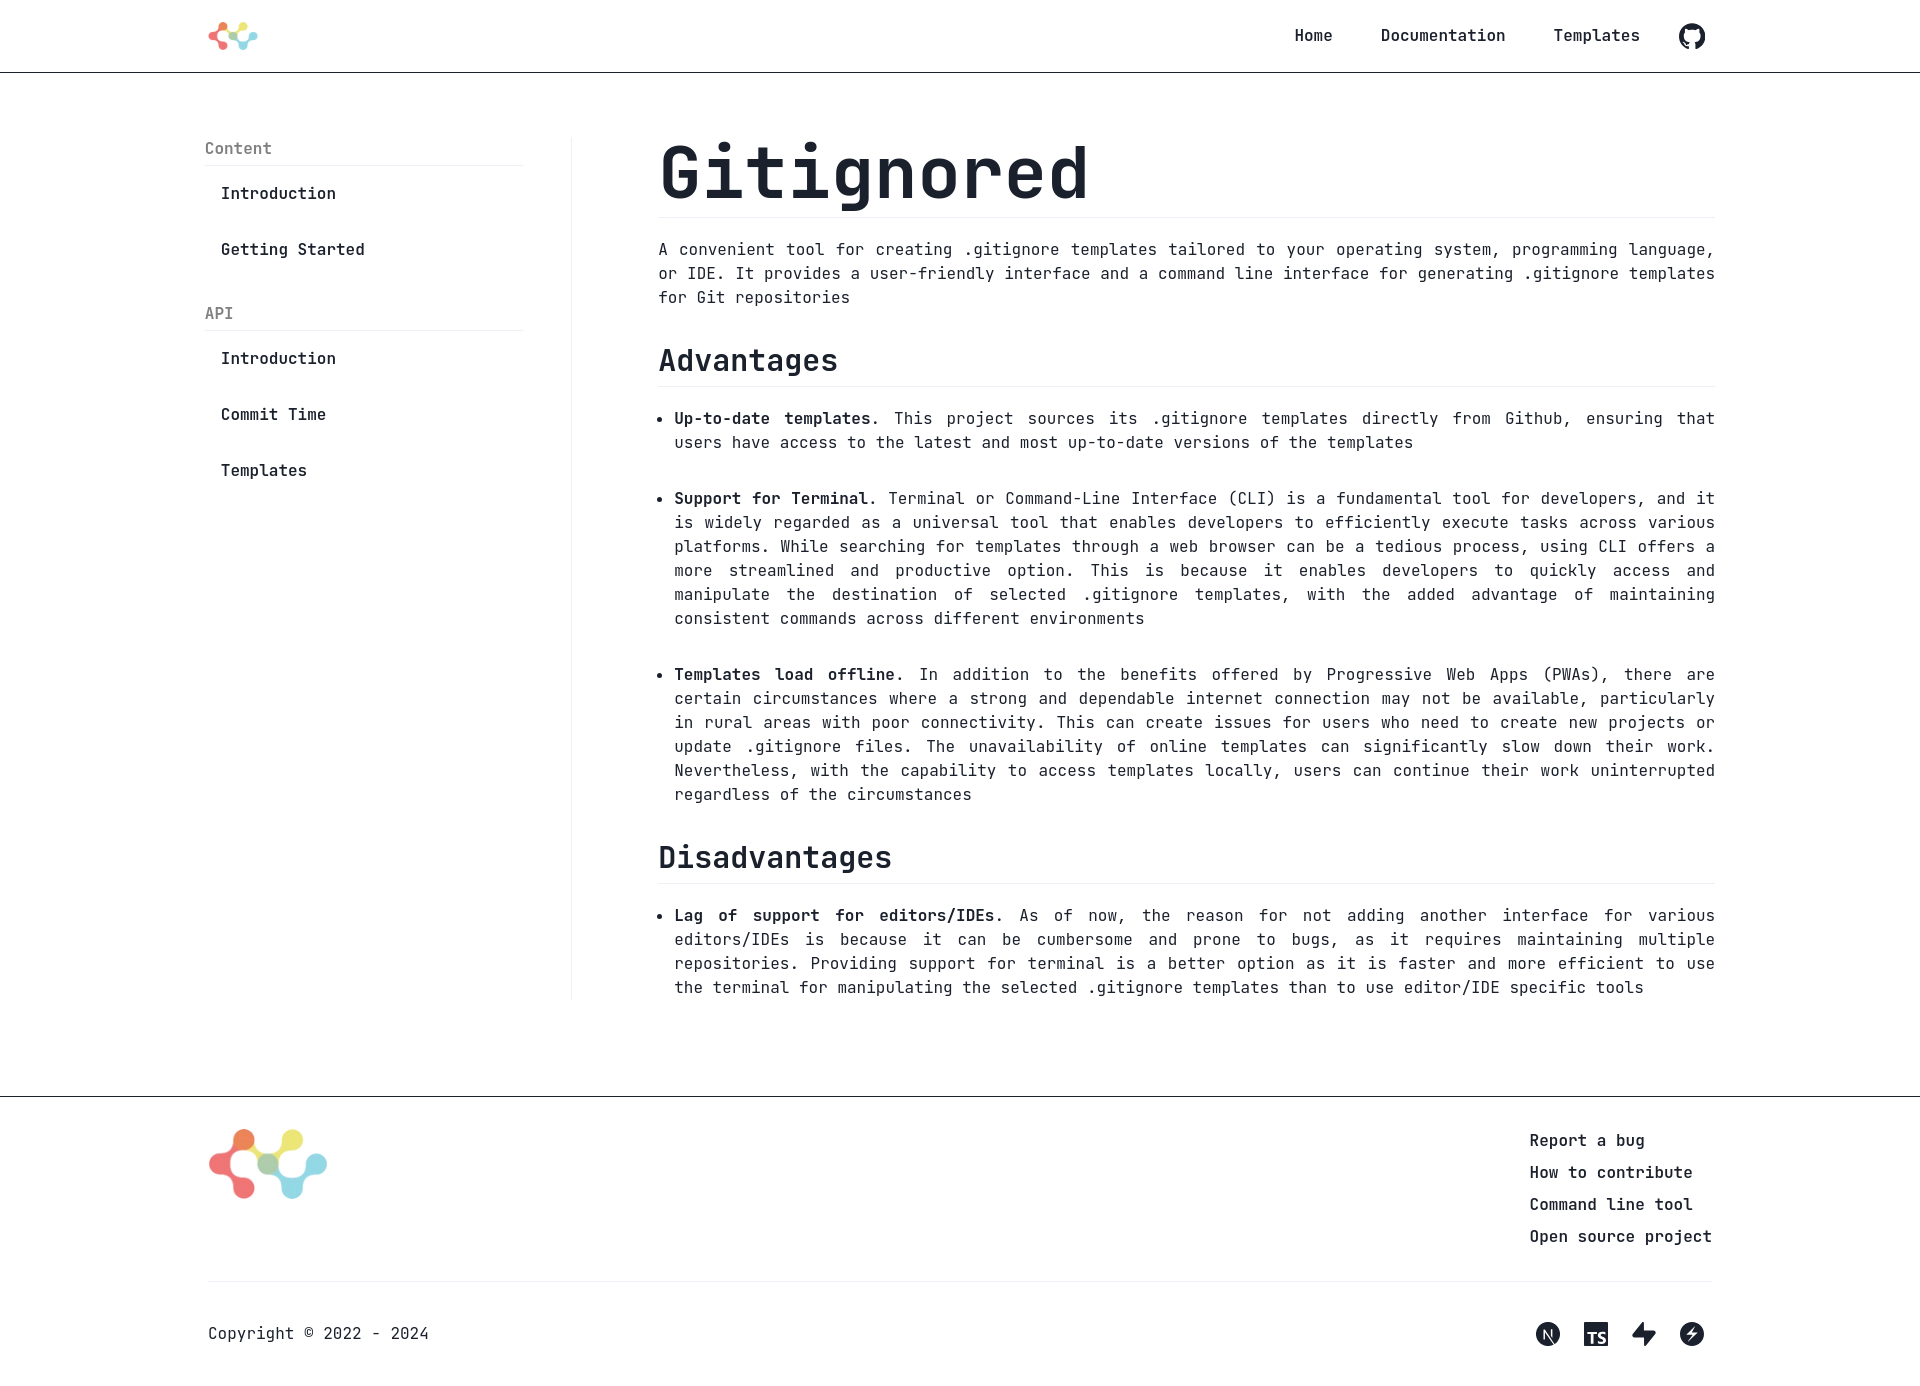 Home
Documentation
Templates
Content
Introduction
Getting Started
API
Introduction
Commit Time
Templates
Gitignored
A convenient tool for creating .gitignore templates tailored to your operating system, programming language,
or IDE. It provides a user-friendly interface and a command line interface for generating .gitignore templates
for Git repositories
Advantages
Up-to-date templates. This project sources its .gitignore templates directly from Github, ensuring that
users have access to the latest and most up-to-date versions of the templates
Support for Terminal. Terminal or Command-Line Interface (CLI) is a fundamental tool for developers, and it
is widely regarded as a universal tool that enables developers to efficiently execute tasks across various
platforms. While searching for templates through a web browser can be a tedious process, using CLI offers a
more streamlined and productive option. This is because it enables developers to quickly access and
manipulate the destination of selected .gitignore templates, with the added advantage of maintaining
consistent commands across different environments
Templates load offline. In addition to the benefits offered by Progressive Web Apps (PWAs), there are
certain circumstances where a strong and dependable internet connection may not be available, particularly
in rural areas with poor connectivity. This can create issues for users who need to create new projects or
update .gitignore files. The unavailability of online templates can significantly slow down their work.
Nevertheless, with the capability to access templates locally, users can continue their work uninterrupted
regardless of the circumstances
Disadvantages
Lag of support for editors/IDEs. As of now, the reason for not adding another interface for various
editors/IDEs is because it can be cumbersome and prone to bugs, as it requires maintaining multiple
repositories. Providing support for terminal is a better option as it is faster and more efficient to use
the terminal for manipulating the selected .gitignore templates than to use editor/IDE specific tools
Report a bug
How to contribute
Command line tool
Open source project
Copyright © 2022 - 2024
N
TS